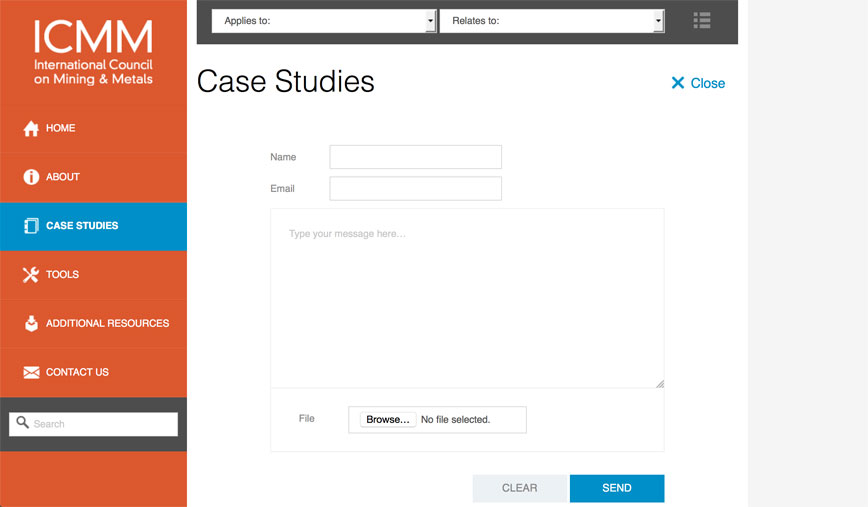 ICMM
International Council
on Mining & Metals
HOME
ABOUT
CASE STUDIES
TOOLS
ADDITIONAL RESOURCES
CONTACT US
Search
Applies to:
Relates to:
Case Studies
Close
Name
Email
Type your message here...
File
Browse... No file selected.
CLEAR
SEND